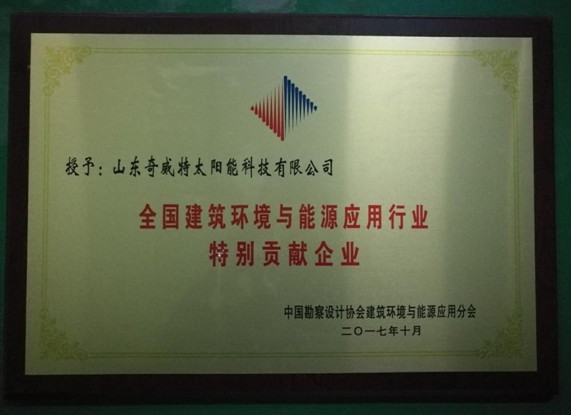 授予：山东奇威特太阳能科技有限公司
全国建筑环境与能源应用行业
特别贡献企业
中国勘察设计协会建筑环境与能源应用分会
二〇一七年十月